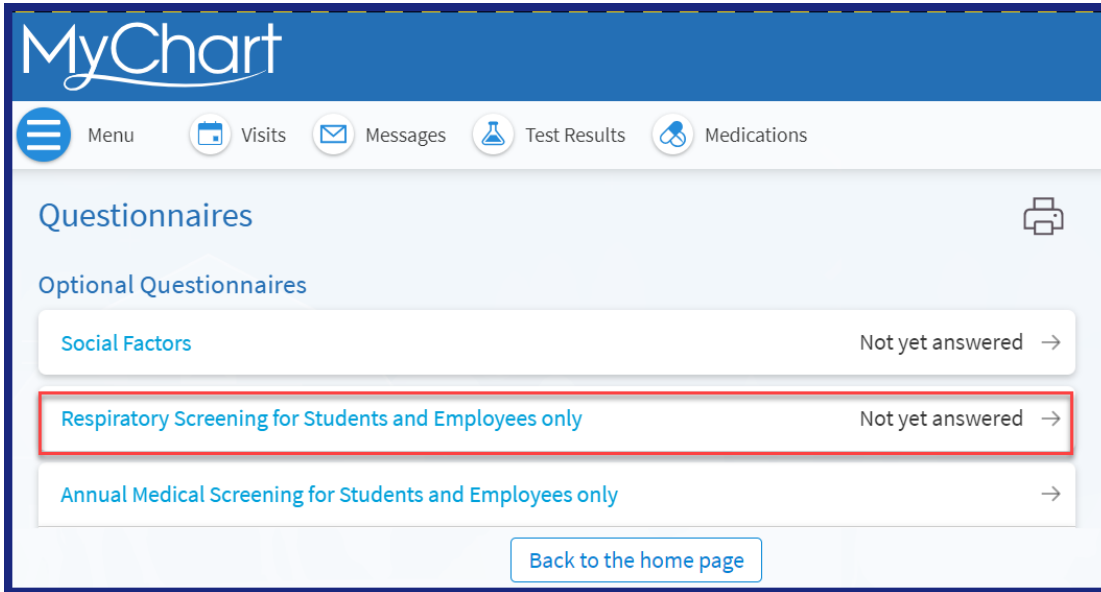 MyChart
Menu Visits Messages Test Results Medications
Questionnaires
Optional Questionnaires
Social Factors Not yet answered →
Respiratory Screening for Students and Employees only Not yet answered →
Annual Medical Screening for Students and Employees only →
Back to the home page